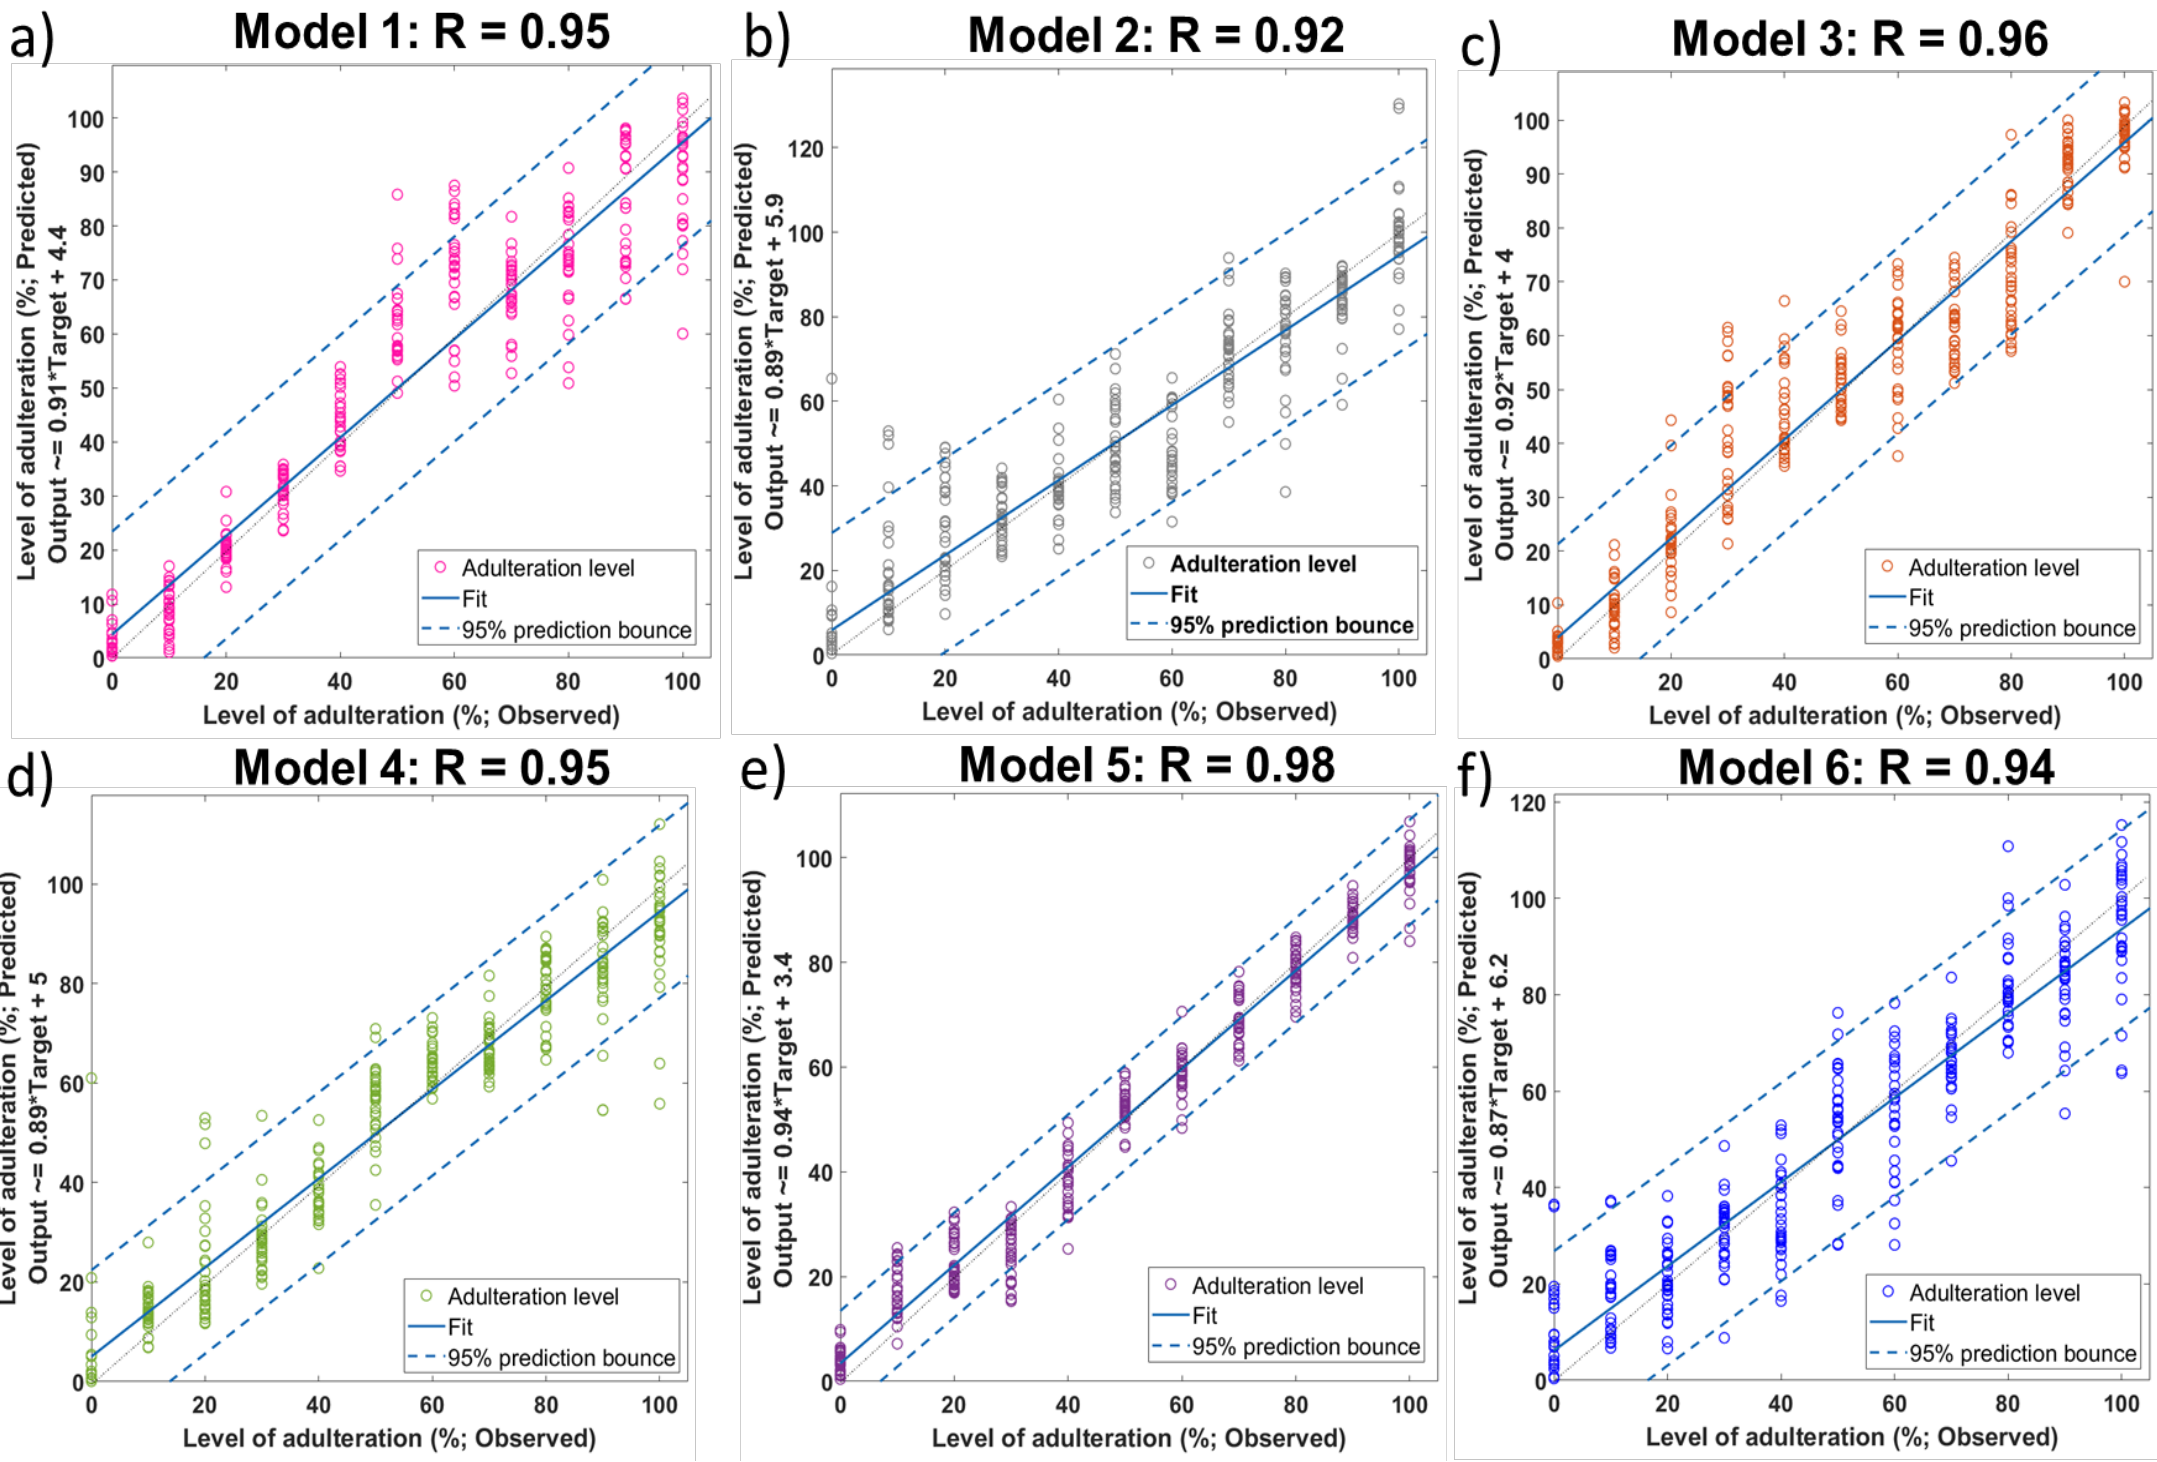 a)
Model 1: R = 0.95
Level of adulteration (%; Predicted)
Output ~= 0.91*Target + 4.4
100
90
80
70
60
50
40
30
20
10
0
Adulteration level
Fit
95% prediction bounce
0 20 40 60 80 100
Level of adulteration (%; Observed)
b)
Model 2: R = 0.92
Level of adulteration (%; Predicted)
Output ~= 0.89*Target + 5.9
120
100
80
60
40
20
0
Adulteration level
Fit
95% prediction bounce
0 20 40 60 80 100
Level of adulteration (%; Observed)
c)
Model 3: R = 0.96
Level of adulteration (%; Predicted)
Output ~= 0.92*Target + 4
100
90
80
70
60
50
40
30
20
10
0
Adulteration level
Fit
95% prediction bounce
0 20 40 60 80 100
Level of adulteration (%; Observed)
d)
Model 4: R = 0.95
Level of adulteration (%; Predicted)
Output ~= 0.89*Target + 5
100
80
60
40
20
0
Adulteration level
Fit
95% prediction bounce
0 20 40 60 80 100
Level of adulteration (%; Observed)
e)
Model 5: R = 0.98
Level of adulteration (%; Predicted)
Output ~= 0.94*Target + 3.4
100
80
60
40
20
0
Adulteration level
Fit
95% prediction bounce
0 20 40 60 80 100
Level of adulteration (%; Observed)
f)
Model 6: R = 0.94
Level of adulteration (%; Predicted)
Output ~= 0.87*Target + 6.2
120
100
80
60
40
20
0
Adulteration level
Fit
95% prediction bounce
0 20 40 60 80 100
Level of adulteration (%; Observed)